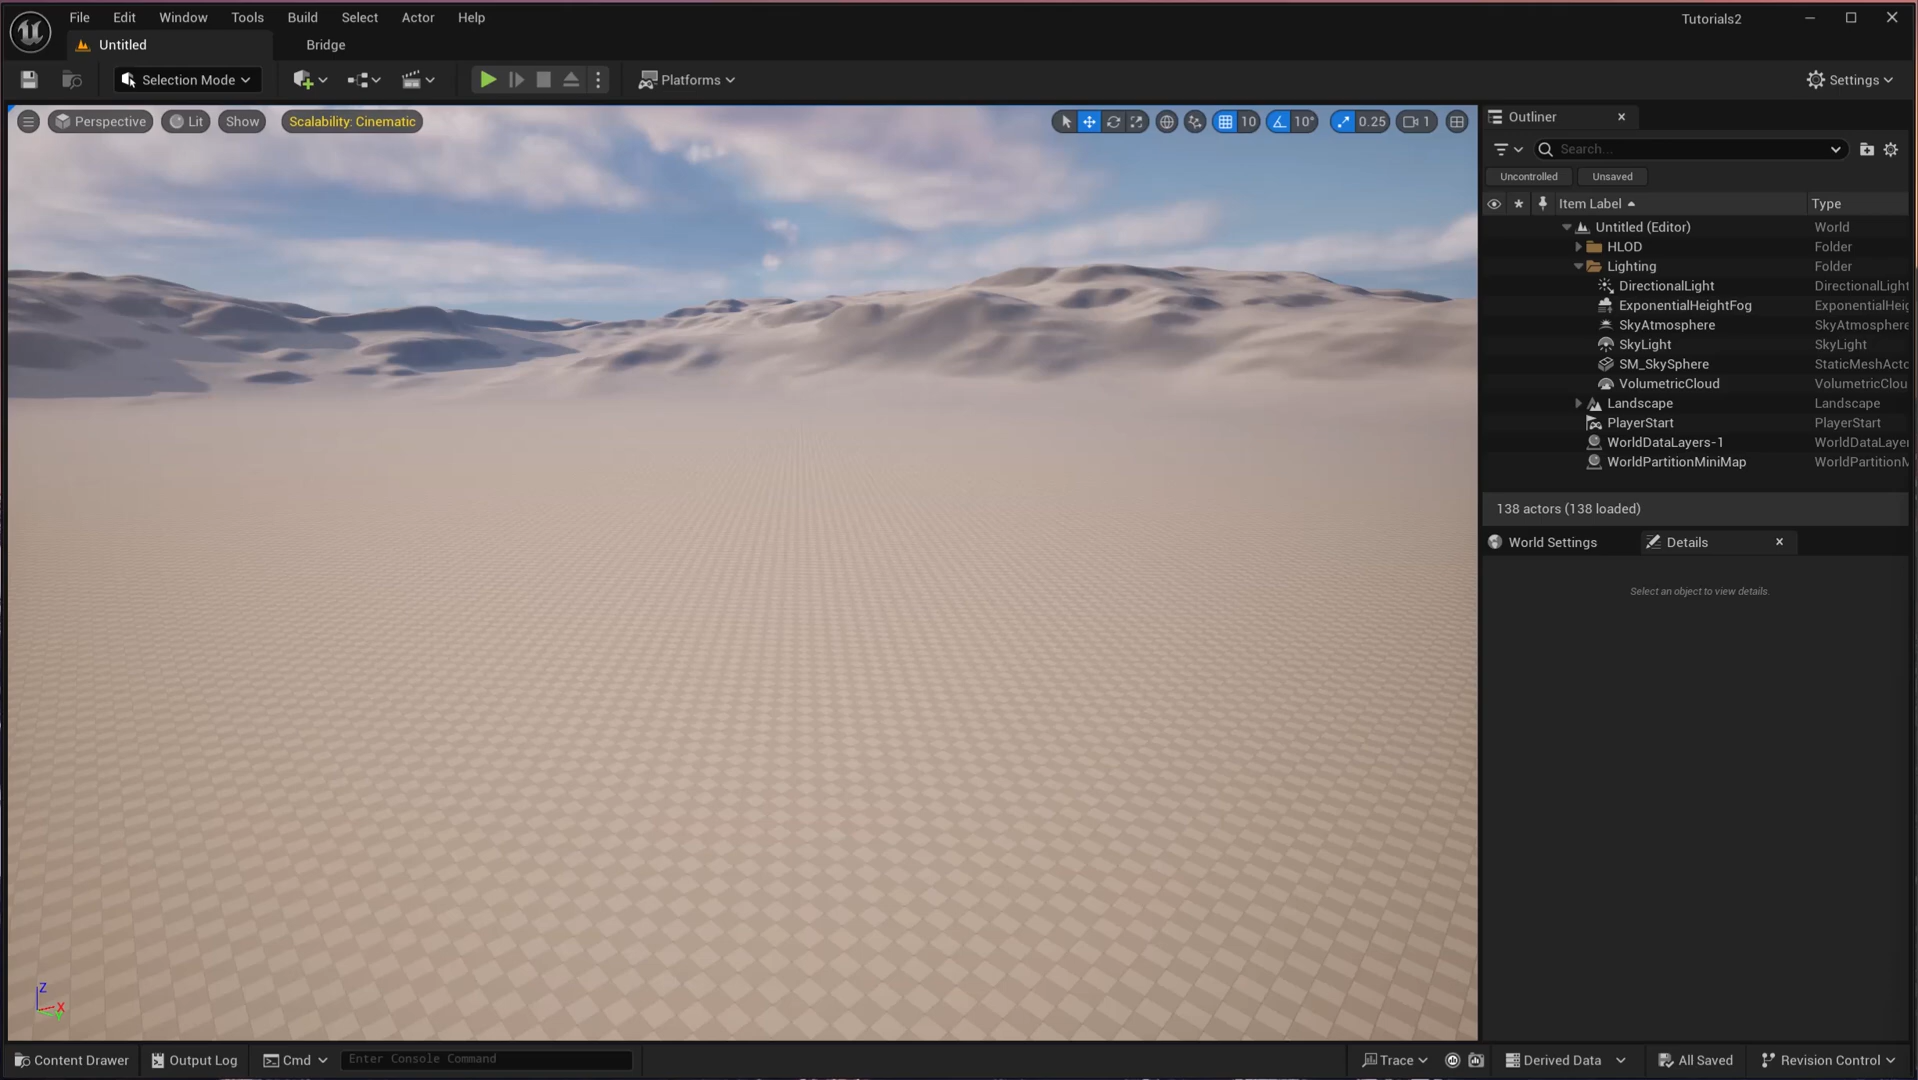 File Edit Window Tools Build Select Actor Help
Tutorials2
Untitled
Bridge
Selection Mode
Platforms
Settings
Perspective
Lit
Show
Scalability: Cinematic
10
10°
0.25
1
Outliner
Search...
Uncontrolled
Unsaved
Item Label
Type
Untitled (Editor) World
HLOD Folder
Lighting Folder
DirectionalLight DirectionalLight
ExponentialHeightFog ExponentialHeig
SkyAtmosphere SkyAtmosphere
SkyLight SkyLight
SM_SkySphere StaticMeshActo
VolumetricCloud VolumetricClou
Landscape Landscape
PlayerStart PlayerStart
WorldDataLayers-1 WorldDataLayer
WorldPartitionMiniMap WorldPartitionM
138 actors (138 loaded)
World Settings
Details
Select an object to view details.
Z
X
Y
Content Drawer
Output Log
Cmd
Enter Console Command
Trace
Derived Data
All Saved
Revision Control